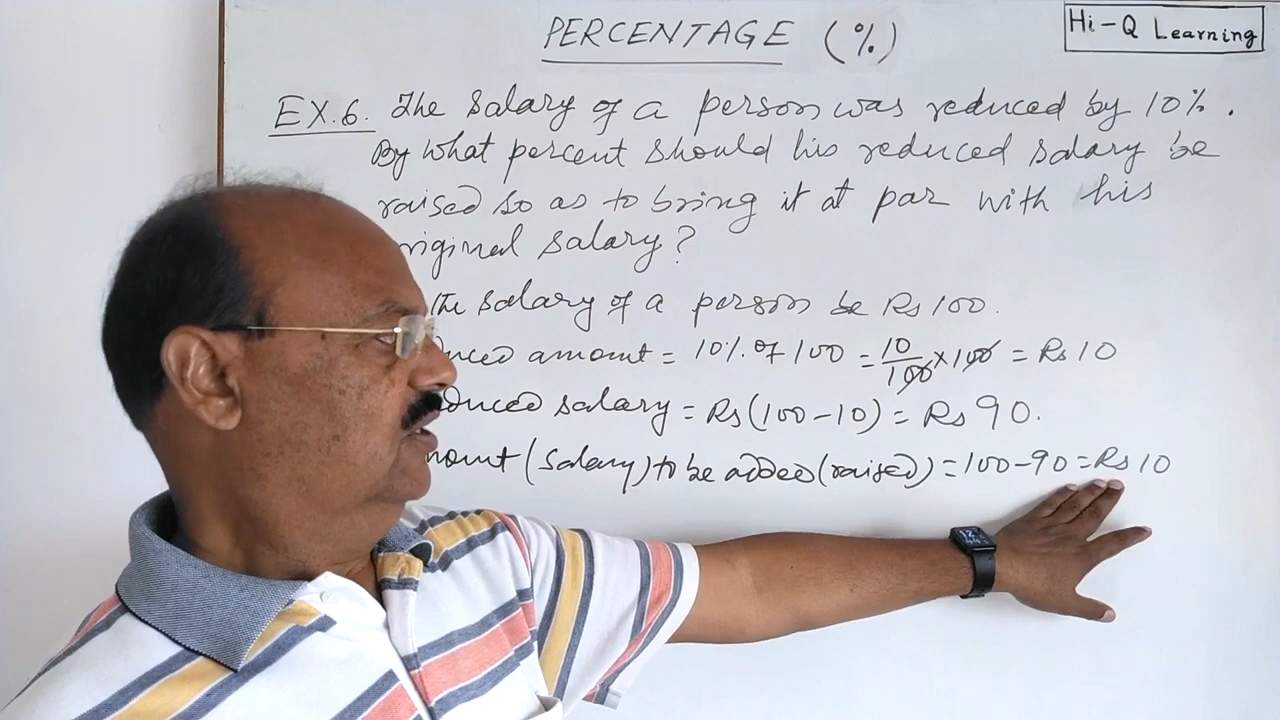 PERCENTAGE (%)
Hi-Q Learning
EX.6. The salary of a person was reduced by 10%.
By what percent should his reduced salary be
raised so as to bring it at par with his
original salary?
the salary of a person be Rs 100.
duced amount = 10% of 100 = 10/100 × 100 = Rs 10
duced salary = Rs (100 - 10) = Rs 90.
mount (salary) to be added (raised) = 100 - 90 = Rs 10